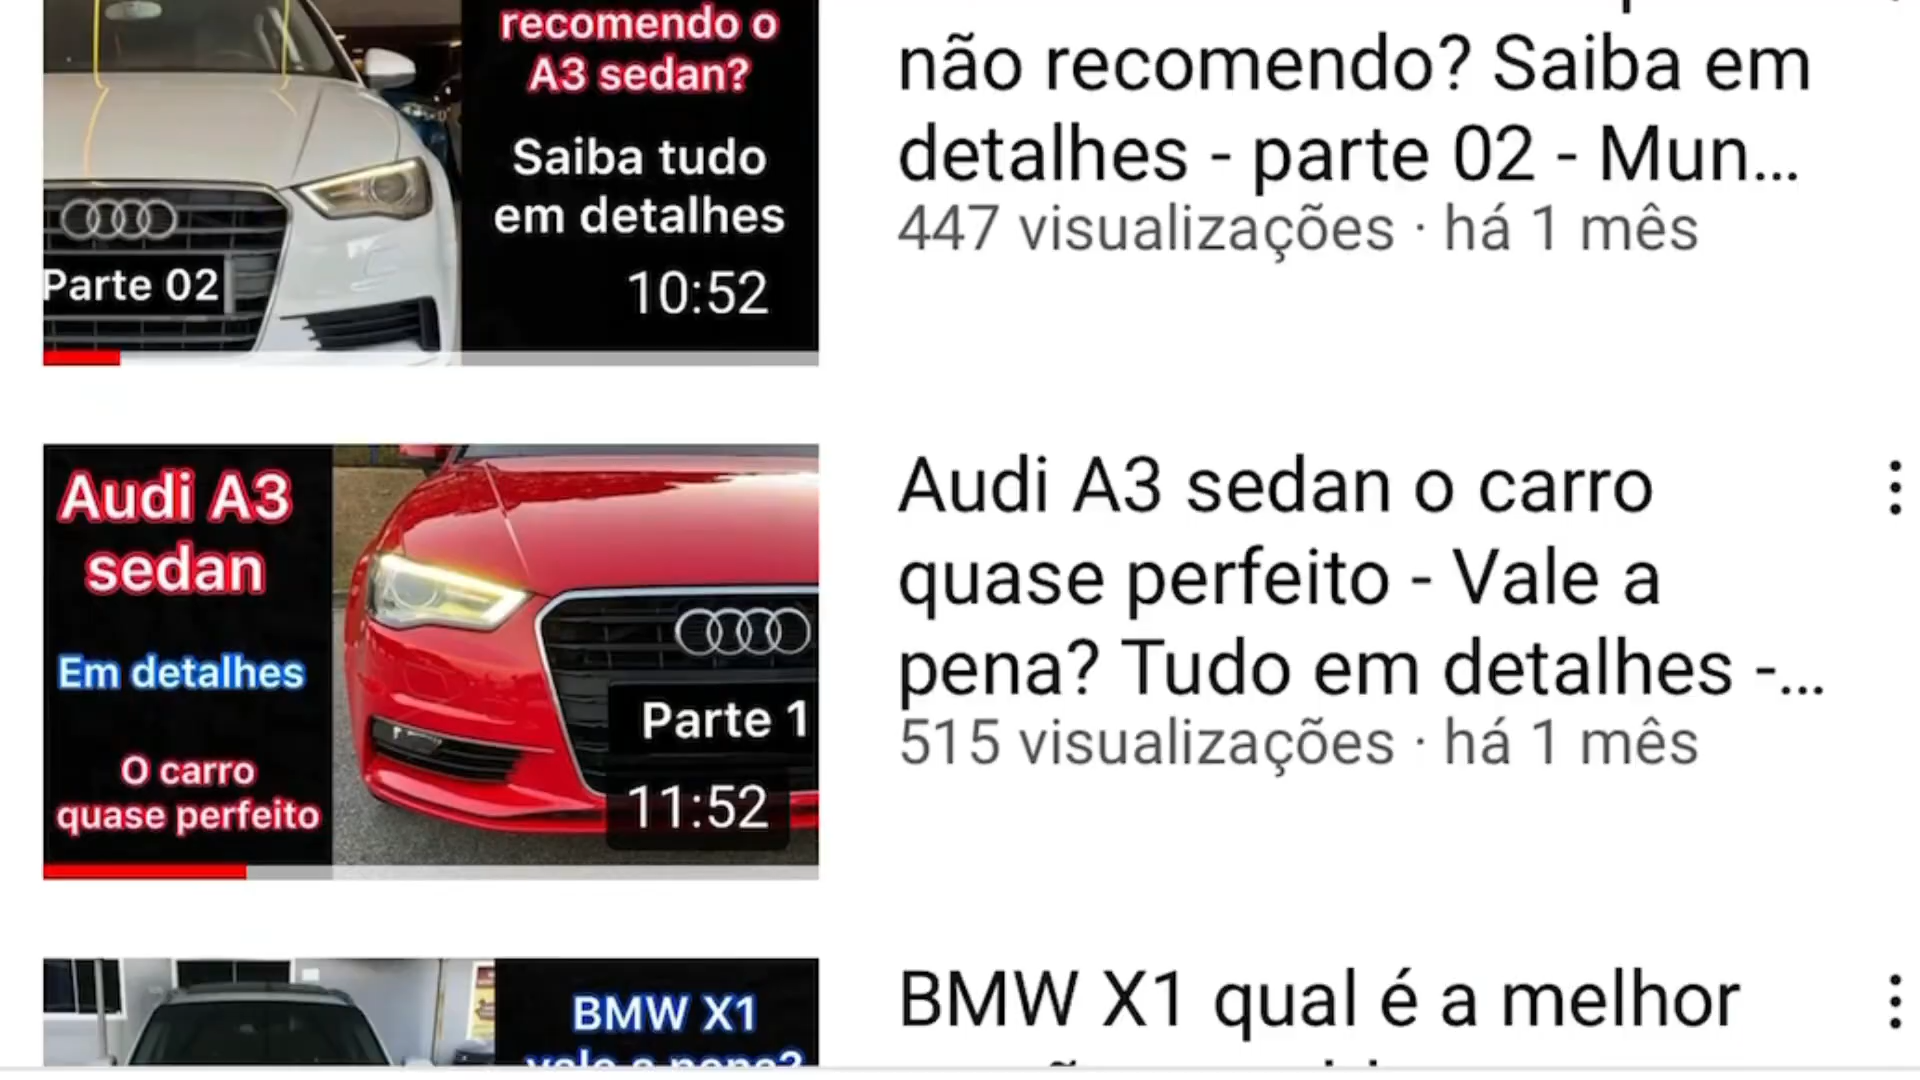 recomendo o
A3 sedan?
Saiba tudo
em detalhes
Parte 02
10:52
não recomendo? Saiba em
detalhes - parte 02 - Mun...
447 visualizações · há 1 mês
Audi A3
sedan
Em detalhes
O carro
quase perfeito
Parte 1
11:52
Audi A3 sedan o carro
quase perfeito - Vale a
pena? Tudo em detalhes -...
515 visualizações · há 1 mês
BMW X1
vale a pena?
BMW X1 qual é a melhor